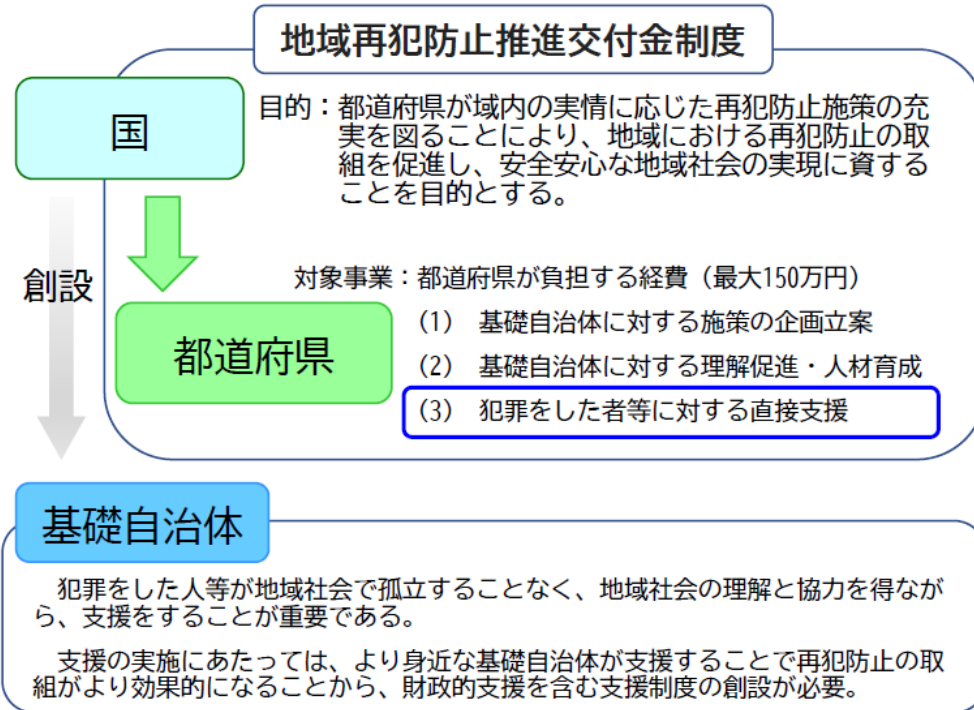 地域再犯防止推進交付金制度
国
目的：都道府県が域内の実情に応じた再犯防止施策の充
実を図ることにより、地域における再犯防止の取
組を促進し、安全安心な地域社会の実現に資する
ことを目的とする。
創設
対象事業：都道府県が負担する経費（最大150万円）
都道府県
(1) 基礎自治体に対する施策の企画立案
(2) 基礎自治体に対する理解促進・人材育成
(3) 犯罪をした者等に対する直接支援
基礎自治体
犯罪をした人等が地域社会で孤立することなく、地域社会の理解と協力を得なが
ら、支援をすることが重要である。
支援の実施にあたっては、より身近な基礎自治体が支援することで再犯防止の取
組がより効果的になることから、財政的支援を含む支援制度の創設が必要。